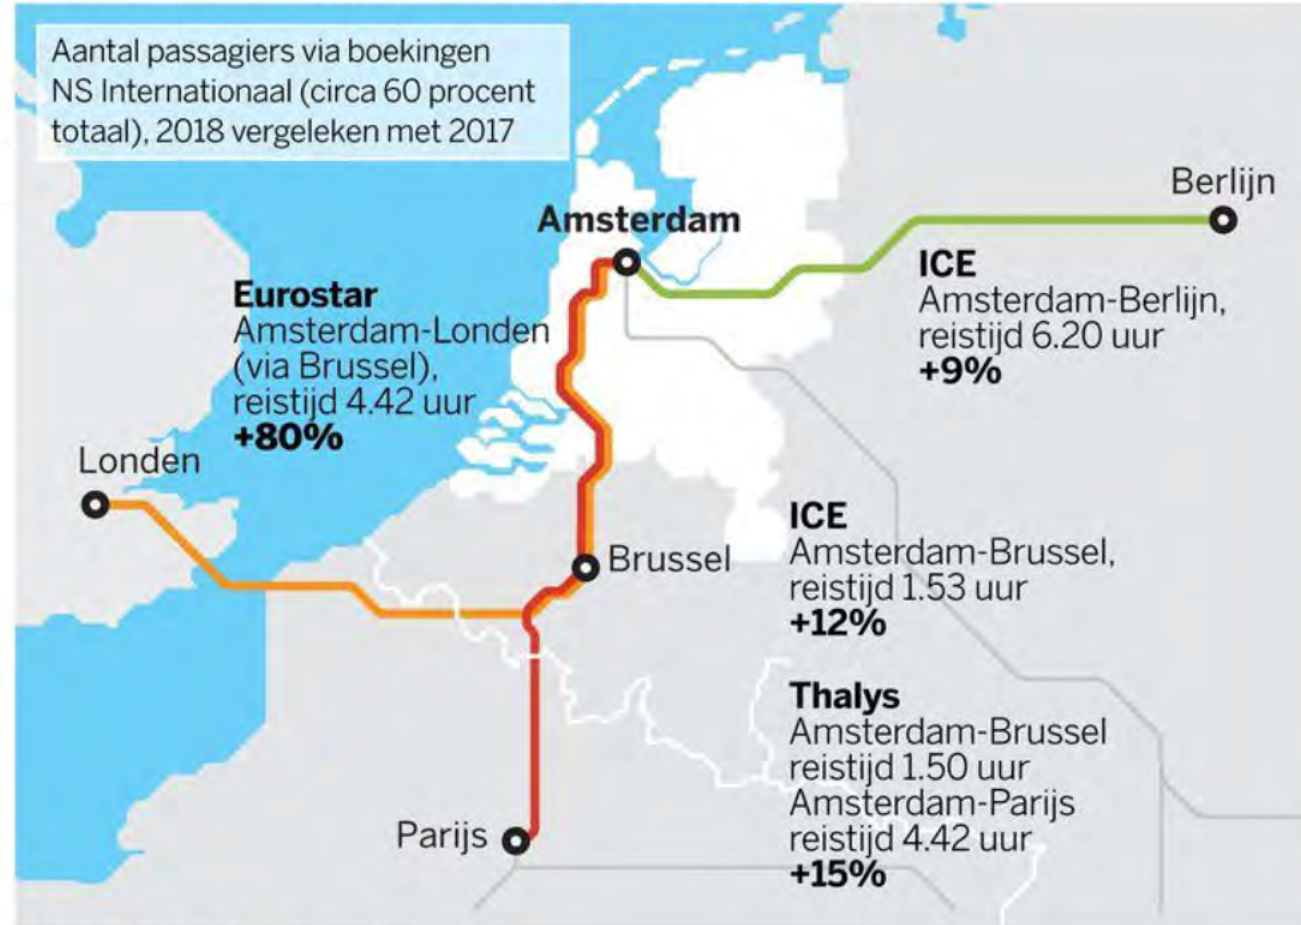 Aantal passagiers via boekingen
NS Internationaal (circa 60 procent
totaal), 2018 vergeleken met 2017
Berlijn
Amsterdam
ICE
Amsterdam-Berlijn,
reistijd 6.20 uur
+9%
Eurostar
Amsterdam-Londen
(via Brussel),
reistijd 4.42 uur
+80%
Londen
Brussel
ICE
Amsterdam-Brussel,
reistijd 1.53 uur
+12%
Thalys
Amsterdam-Brussel
reistijd 1.50 uur
Amsterdam-Parijs
reistijd 4.42 uur
+15%
Parijs